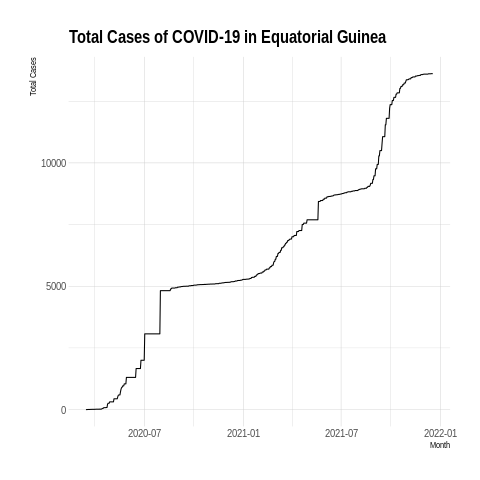 Total Cases of COVID-19 in Equatorial Guinea
Total Cases
10000
5000
0
2020-07
2021-01
2021-07
2022-01
Month